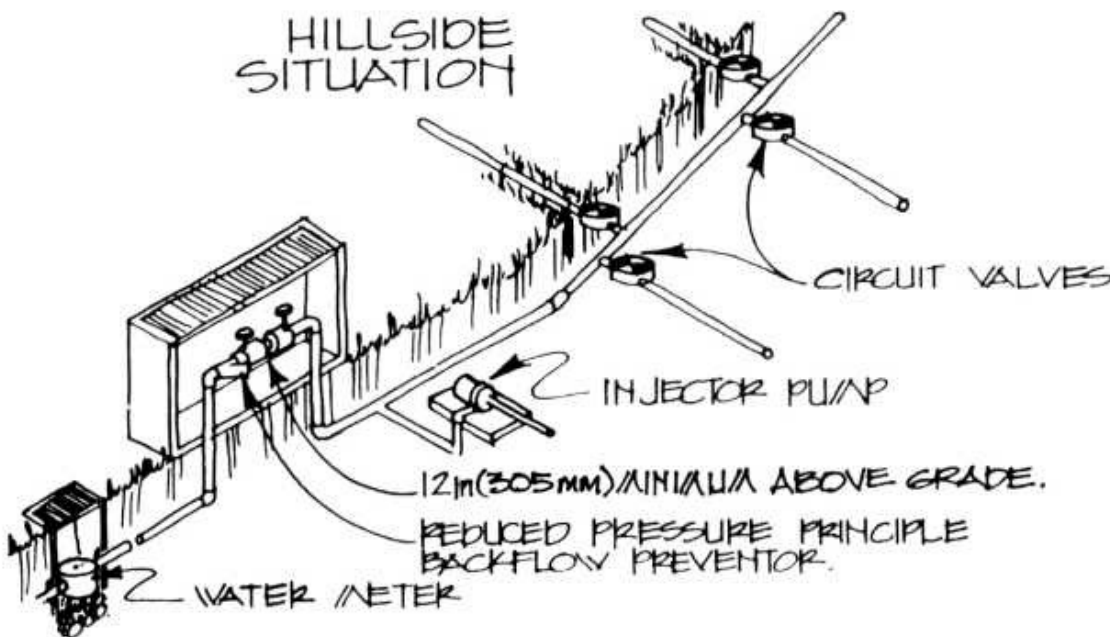 HILLSIDE
SITUATION
CIRCUIT VALVES
INJECTOR PUMP
12in(305mm) MINIMUM ABOVE GRADE.
REDUCED PRESSURE PRINCIPLE
BACKFLOW PREVENTOR.
WATER METER